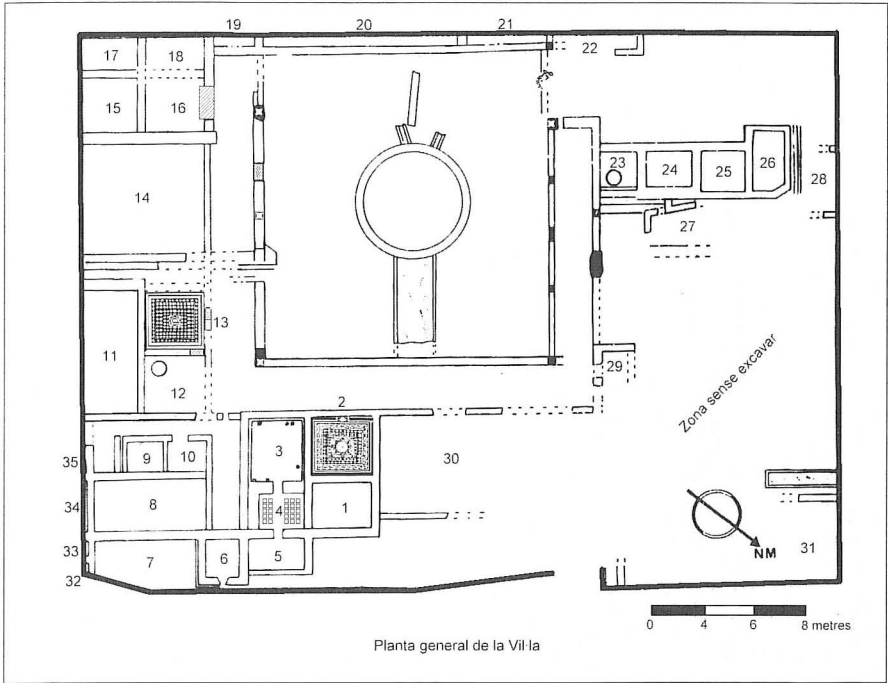 19 20 21
17 18 22
15 16
23 24 25 26
28
14
27
13
11
29
12
2
Zona sense excavar
3
30
35 9 10
34 8 4 1
NM
33 7 6 5 31
32
0 4 6 8 metres
Planta general de la Vil·la